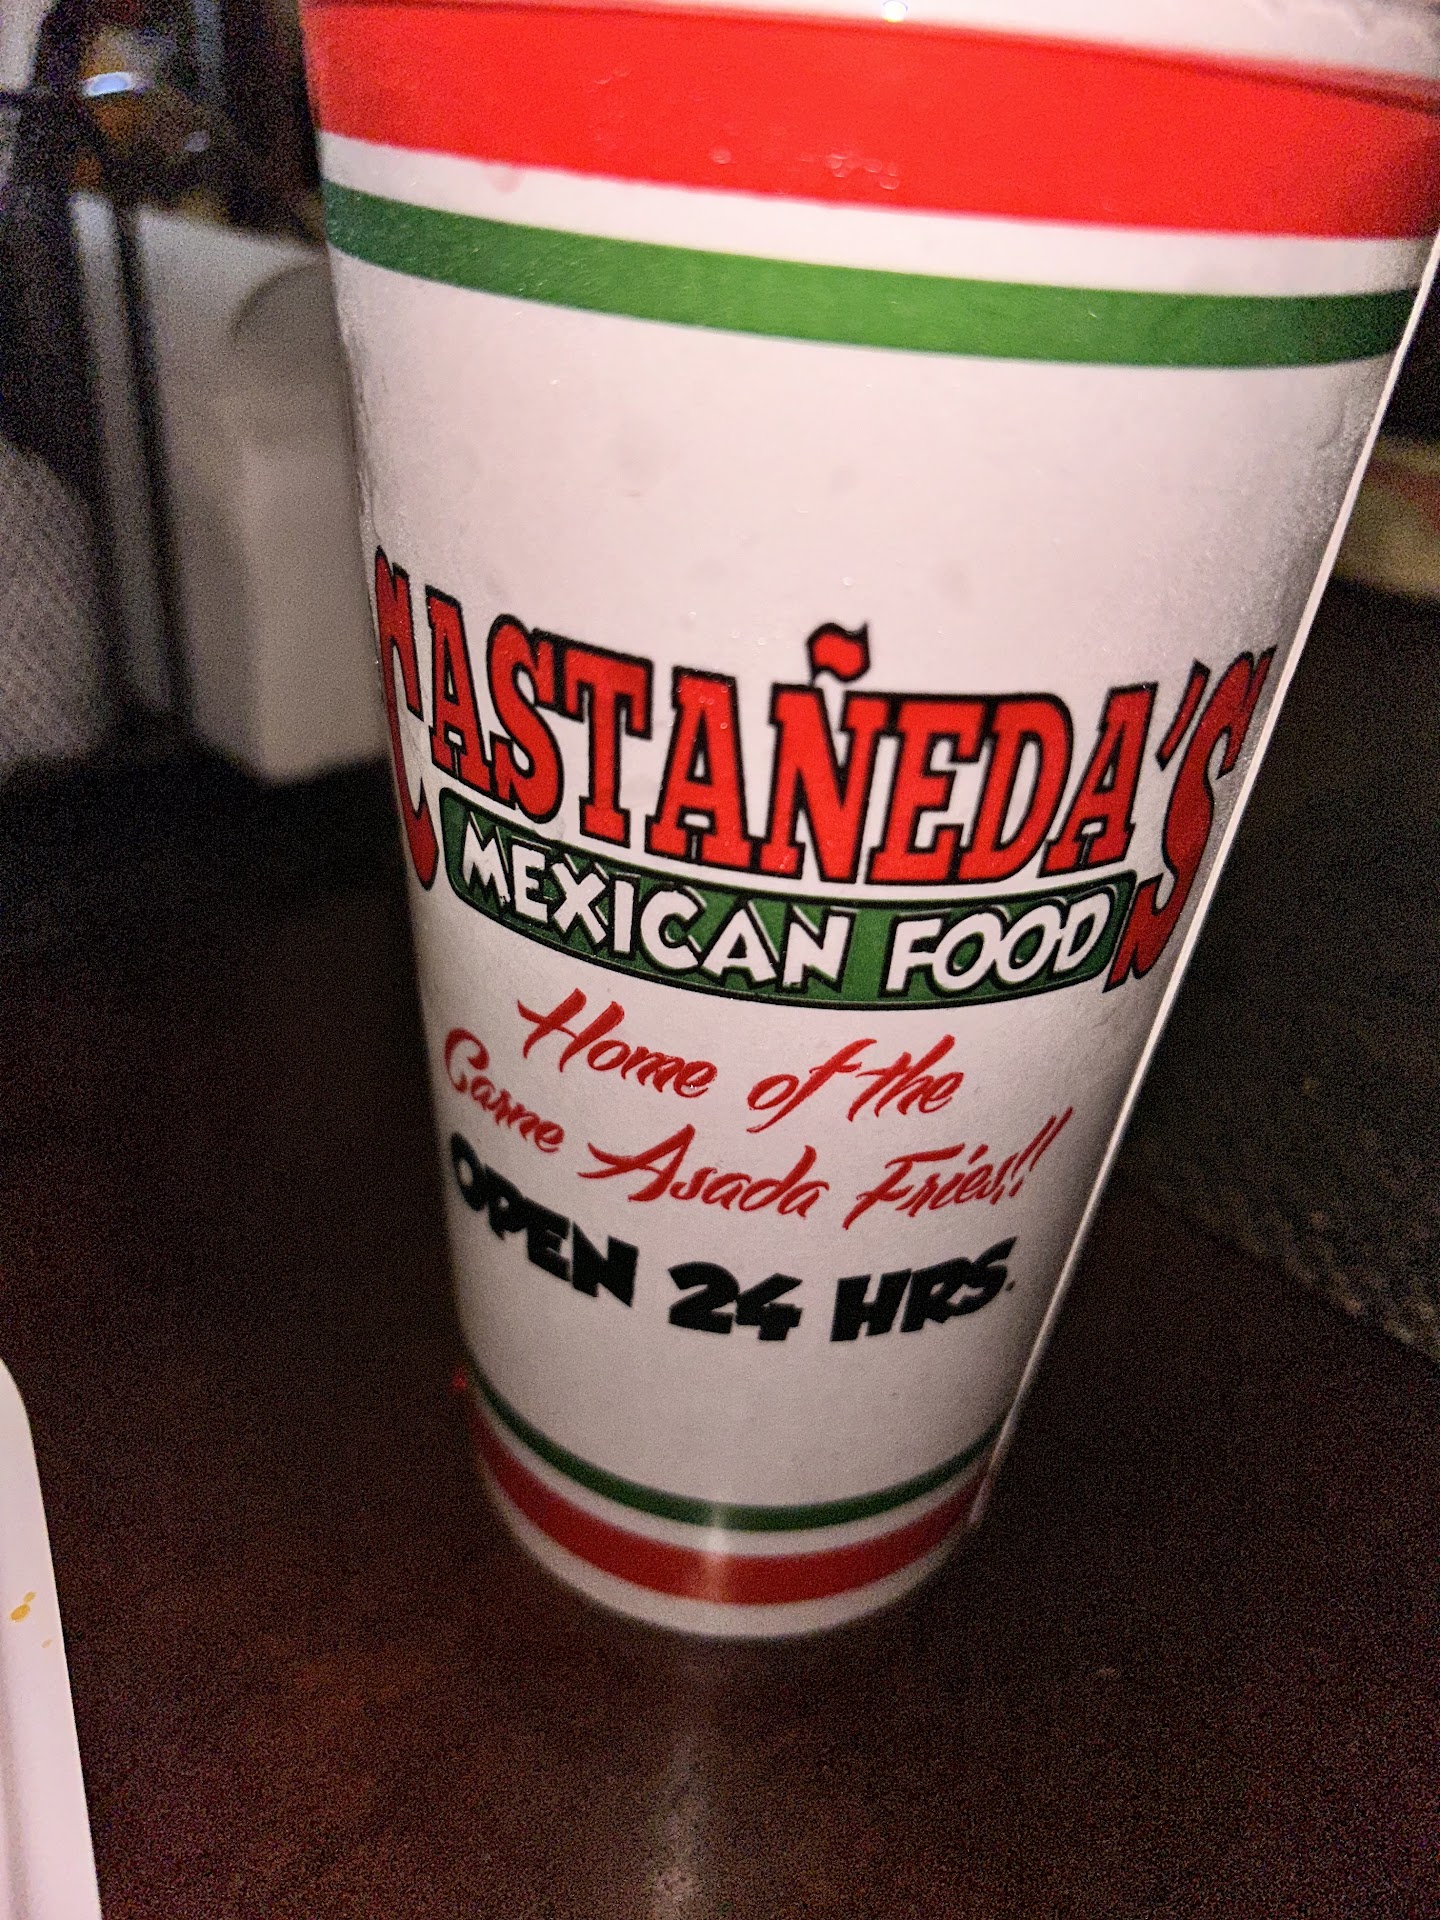 CASTAÑEDA'S
MEXICAN FOOD
Home of the
Carne Asada Fries!!
OPEN 24 HRS.